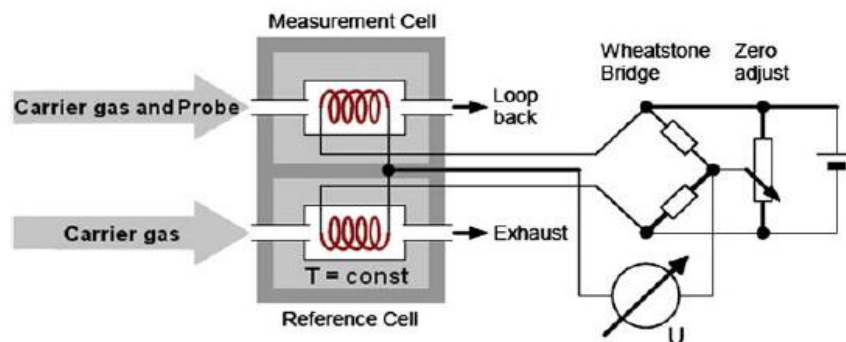 Measurement Cell
Wheatstone
Bridge
Zero
adjust
Carrier gas and Probe
Loop
back
Carrier gas
Exhaust
T = const
Reference Cell
U